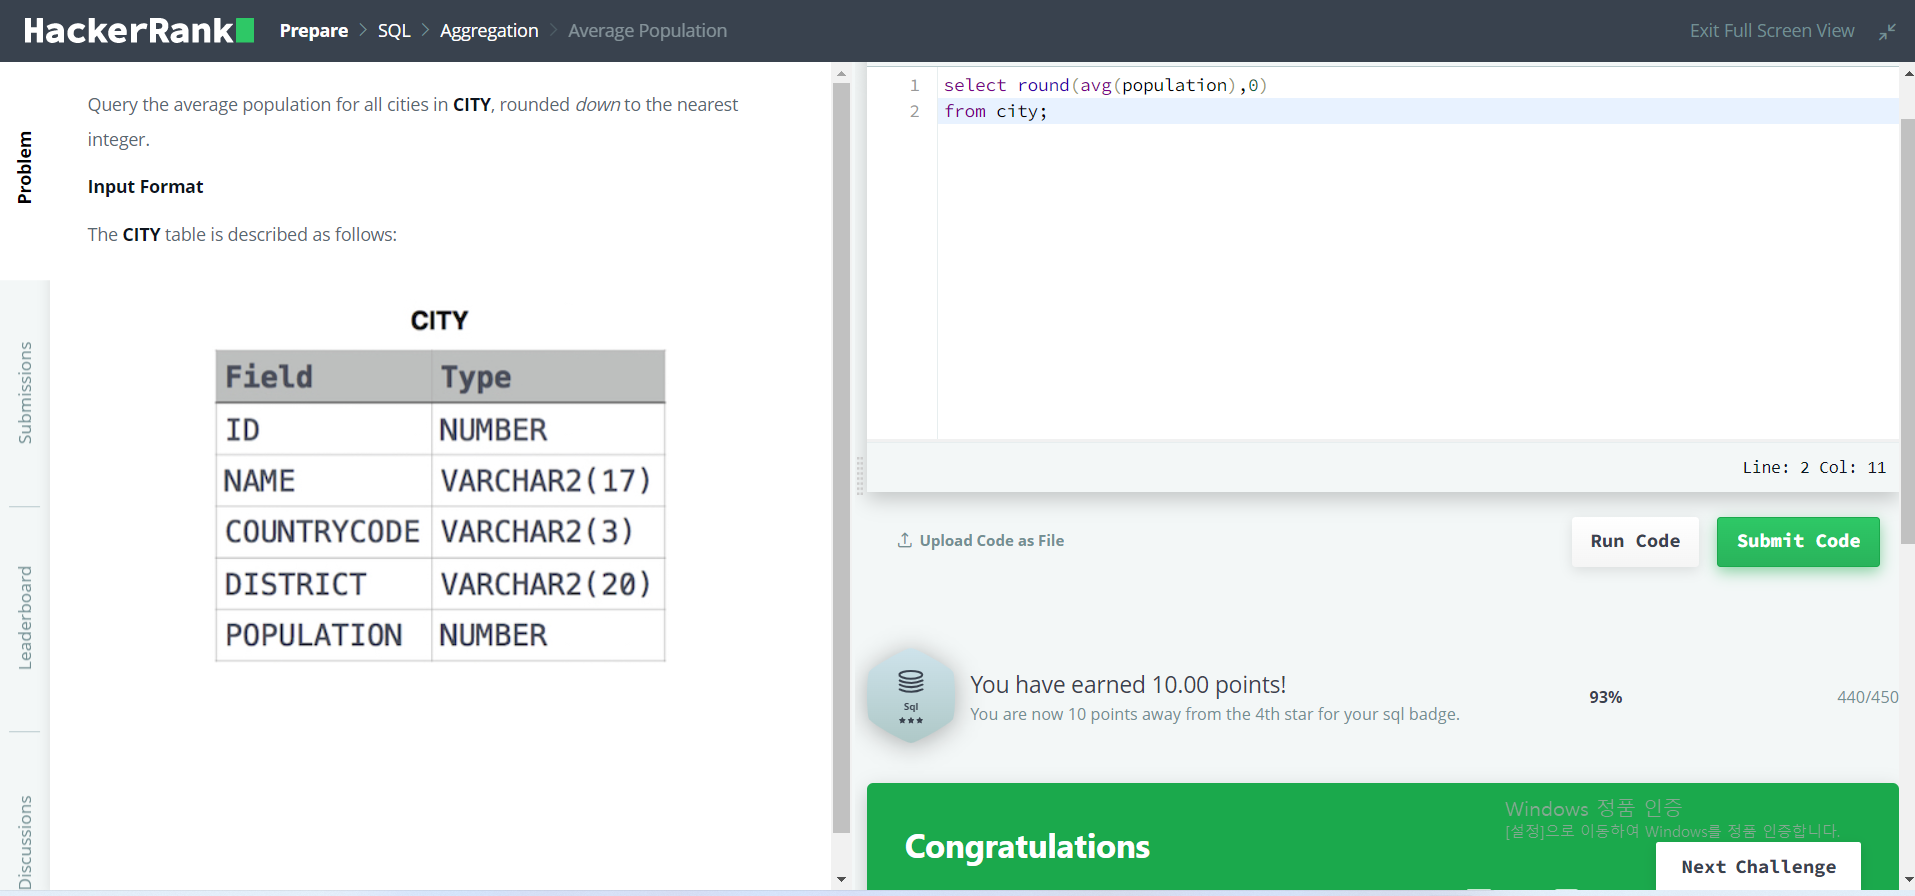 HackerRank
Prepare > SQL > Aggregation > Average Population
Exit Full Screen View
Problem
Submissions
Leaderboard
Discussions
Query the average population for all cities in CITY, rounded down to the nearest
integer.
Input Format
The CITY table is described as follows:
CITY
Field Type
ID NUMBER
NAME VARCHAR2(17)
COUNTRYCODE VARCHAR2(3)
DISTRICT VARCHAR2(20)
POPULATION NUMBER
1 select round(avg(population),0)
2 from city;
Line: 2 Col: 11
Upload Code as File
Run Code
Submit Code
Sql
You have earned 10.00 points!
You are now 10 points away from the 4th star for your sql badge.
93%
440/450
Congratulations
Windows 정품 인증
[설정]으로 이동하여 Windows를 정품 인증합니다.
Next Challenge